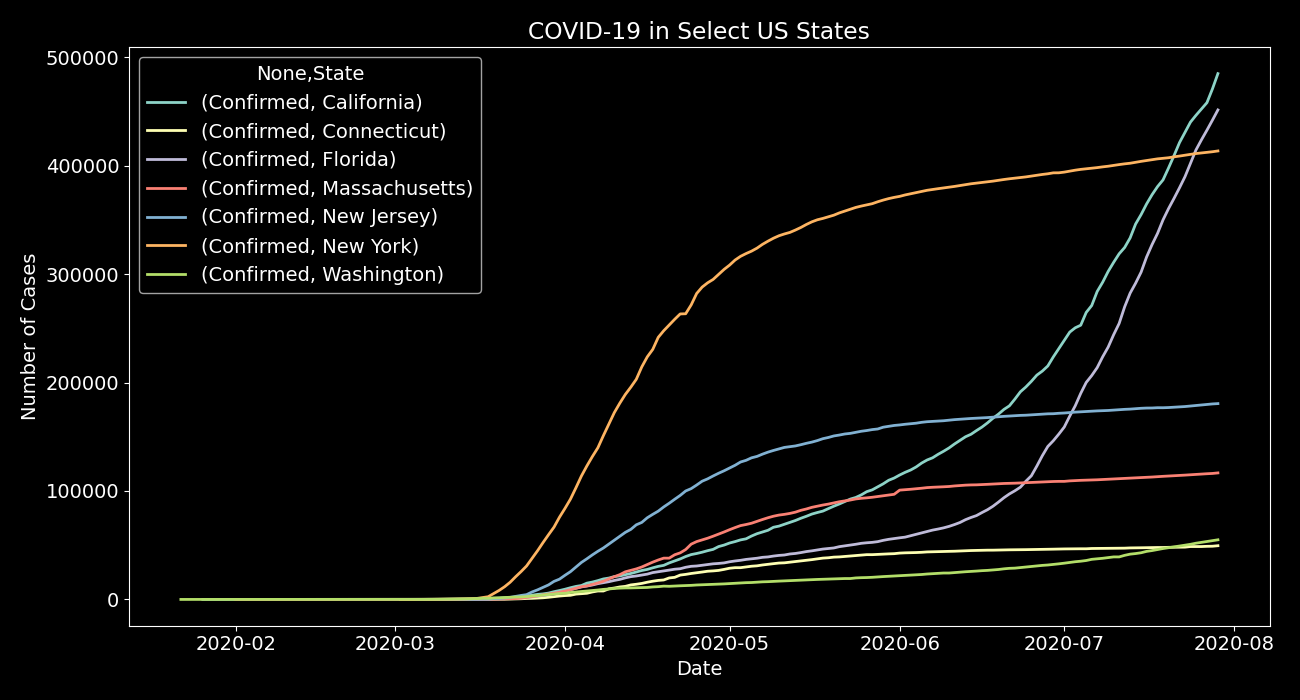 COVID-19 in Select US States
500000
400000
300000
200000
100000
0
Number of Cases
None,State
(Confirmed, California)
(Confirmed, Connecticut)
(Confirmed, Florida)
(Confirmed, Massachusetts)
(Confirmed, New Jersey)
(Confirmed, New York)
(Confirmed, Washington)
2020-02 2020-03 2020-04 2020-05 2020-06 2020-07 2020-08
Date